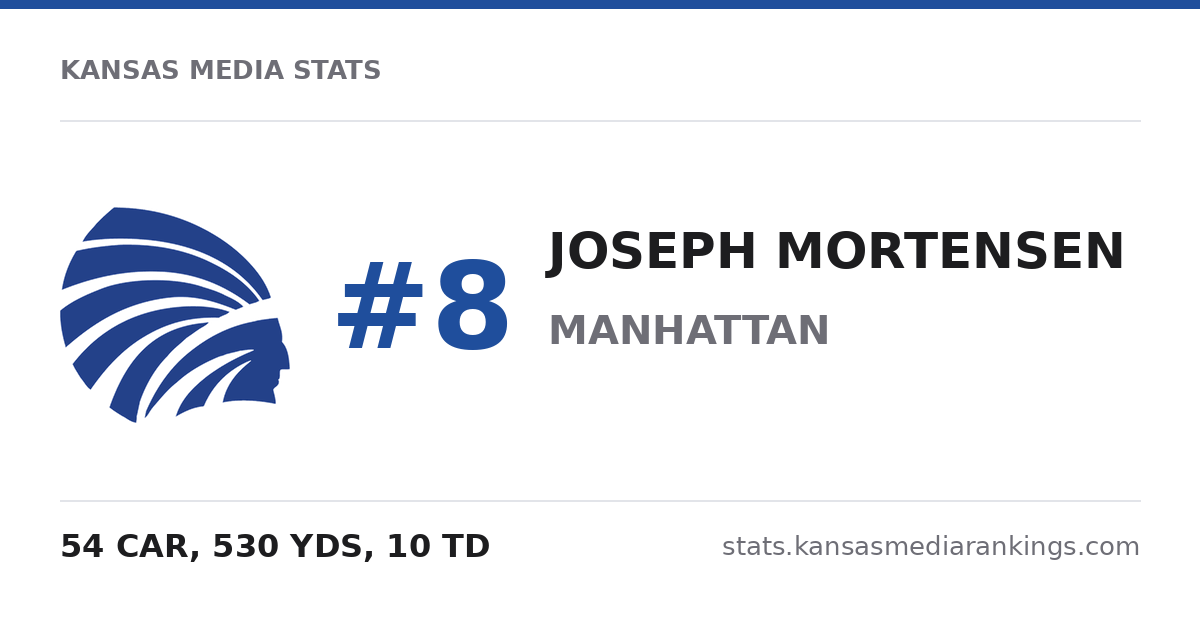 KANSAS MEDIA STATS
#8
JOSEPH MORTENSEN
MANHATTAN
54 CAR, 530 YDS, 10 TD
stats.kansasmediarankings.com